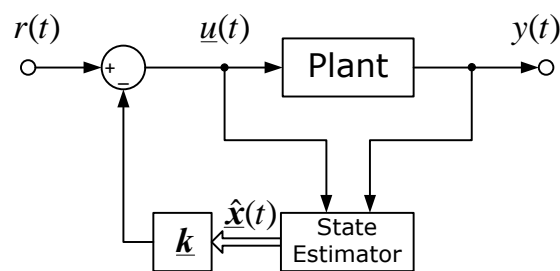 r(t)
u(t)
y(t)
+
−
Plant
x̂(t)
k
State
Estimator